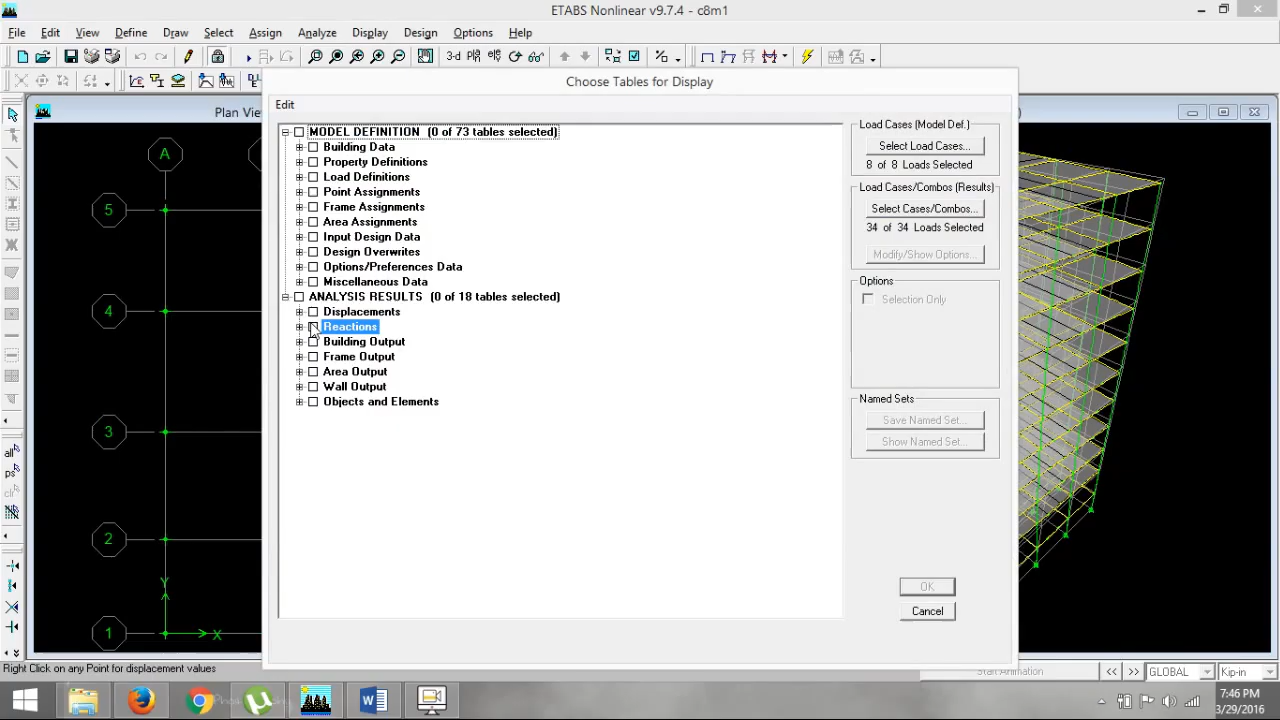 ETABS Nonlinear v9.7.4 - c8m1
File Edit View Define Draw Select Assign Analyze Display Design Options Help
3-d
Choose Tables for Display
Edit
Plan Vie
A
5
4
3
2
1
Y
X
all
ps
clr
MODEL DEFINITION (0 of 73 tables selected)
Building Data
Property Definitions
Load Definitions
Point Assignments
Frame Assignments
Area Assignments
Input Design Data
Design Overwrites
Options/Preferences Data
Miscellaneous Data
ANALYSIS RESULTS (0 of 18 tables selected)
Displacements
Reactions
Building Output
Frame Output
Area Output
Wall Output
Objects and Elements
Load Cases (Model Def.)
Select Load Cases...
8 of 8 Loads Selected
Load Cases/Combos (Results)
Select Cases/Combos...
34 of 34 Loads Selected
Modify/Show Options...
Options
Selection Only
Named Sets
Save Named Set...
Show Named Set...
OK
Cancel
Right Click on any Point for displacement values
Start Animation << >> GLOBAL Kip-in
7:46 PM
3/29/2016